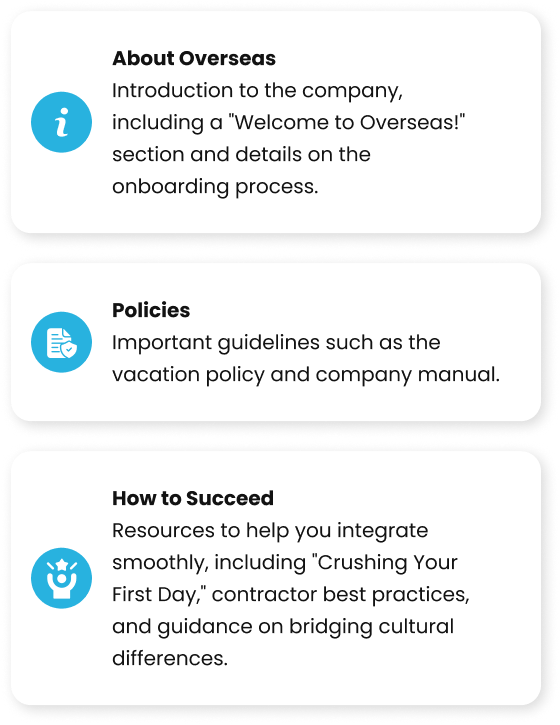 About Overseas
Introduction to the company,
including a "Welcome to Overseas!"
section and details on the
onboarding process.
Policies
Important guidelines such as the
vacation policy and company manual.
How to Succeed
Resources to help you integrate
smoothly, including "Crushing Your
First Day," contractor best practices,
and guidance on bridging cultural
differences.